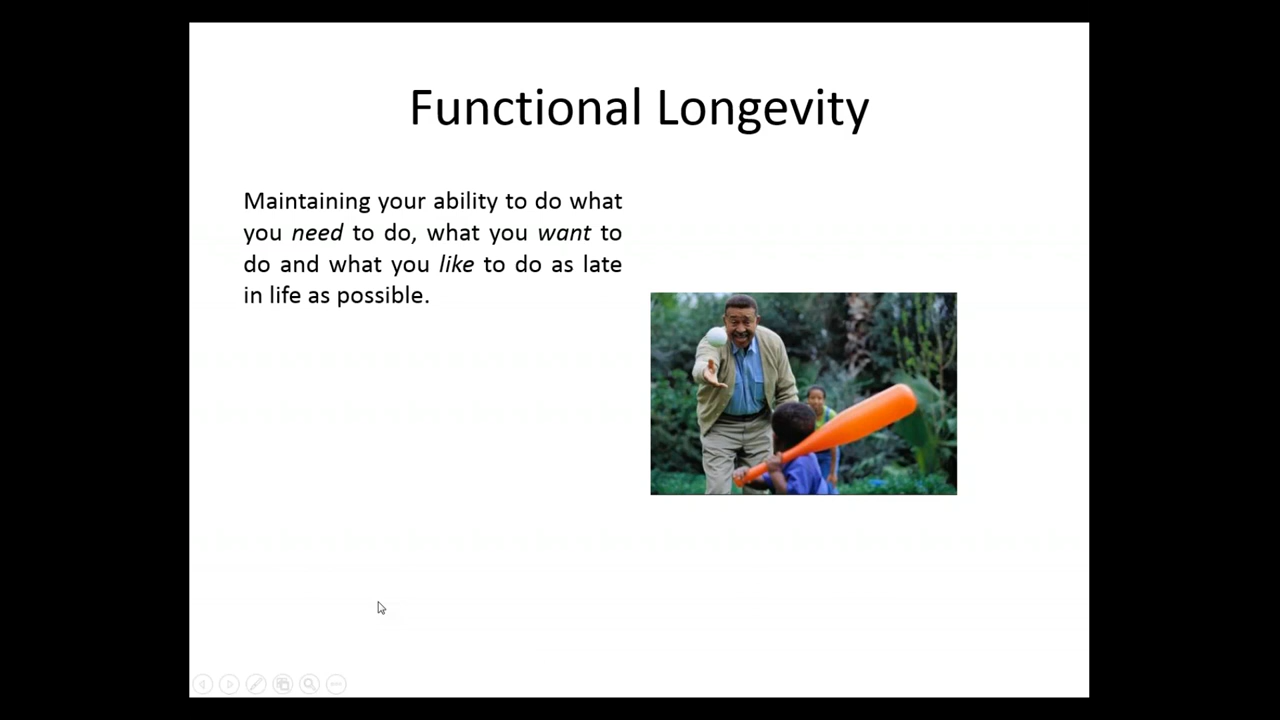 Functional Longevity
Maintaining your ability to do what
you need to do, what you want to
do and what you like to do as late
in life as possible.